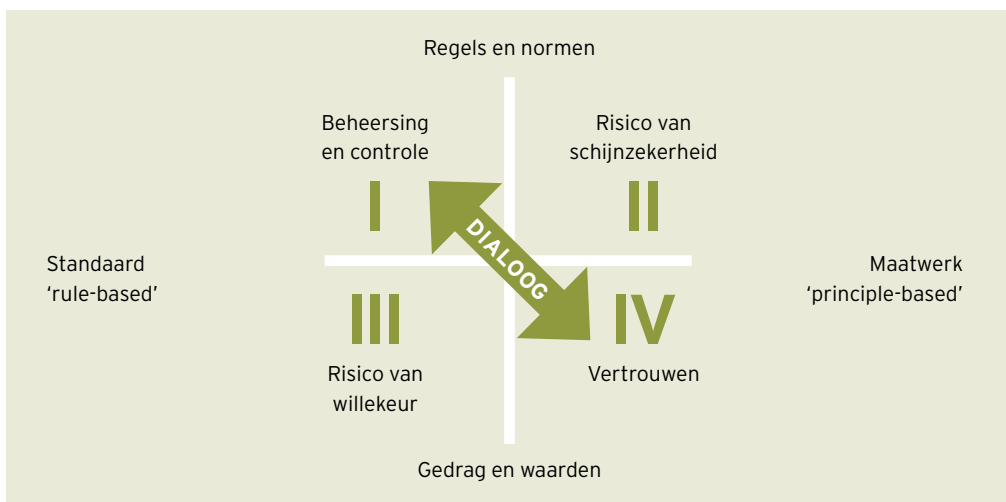 Regels en normen
Beheersing
en controle
I
Risico van
schijnzekerheid
II
DIALOOG
Standaard
‘rule-based’
Maatwerk
‘principle-based’
III
Risico van
willekeur
IV
Vertrouwen
Gedrag en waarden